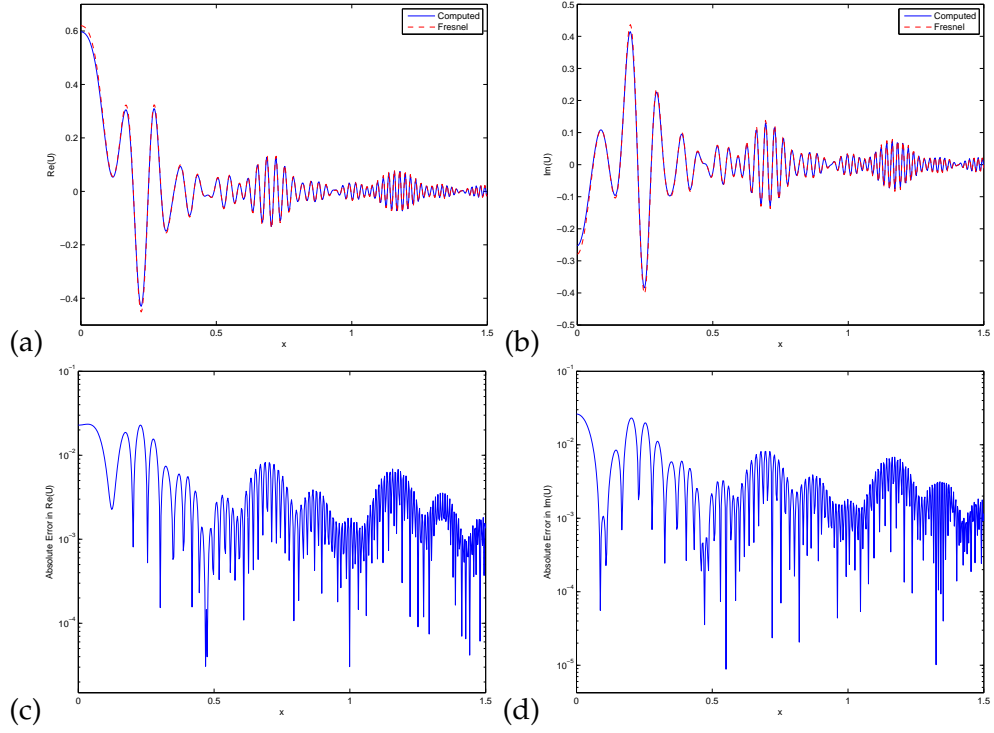 Computed
Fresnel
0.6
0.4
0.2
0
−0.2
−0.4
Re(U)
0
0.5
1
1.5
x
(a)
Computed
Fresnel
0.5
0.4
0.3
0.2
0.1
0
−0.1
−0.2
−0.3
−0.4
−0.5
Im(U)
0
0.5
1
1.5
x
(b)
10^-1
10^-2
10^-3
10^-4
Absolute Error in Re(U)
0
0.5
1
1.5
x
(c)
10^-1
10^-2
10^-3
10^-4
10^-5
Absolute Error in Im(U)
0
0.5
1
1.5
x
(d)